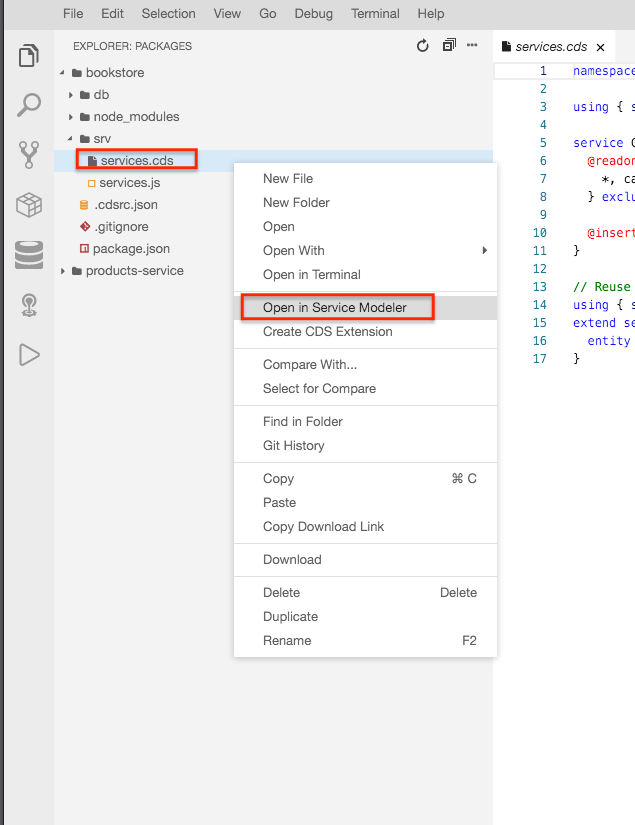 File Edit Selection View Go Debug Terminal Help
EXPLORER: PACKAGES
bookstore
db
node_modules
srv
services.cds
services.js
.cdsrc.json
.gitignore
package.json
products-service
New File
New Folder
Open
Open With
Open in Terminal
Open in Service Modeler
Create CDS Extension
Compare With...
Select for Compare
Find in Folder
Git History
Copy ⌘ C
Paste
Copy Download Link
Download
Delete Delete
Duplicate
Rename F2
services.cds ×
1 namespace
2
3 using { s
4
5 service C
6 @readon
7 *, ca
8 } exclu
9
10 @insert
11 }
12
13 // Reuse
14 using { s
15 extend se
16 entity
17 }